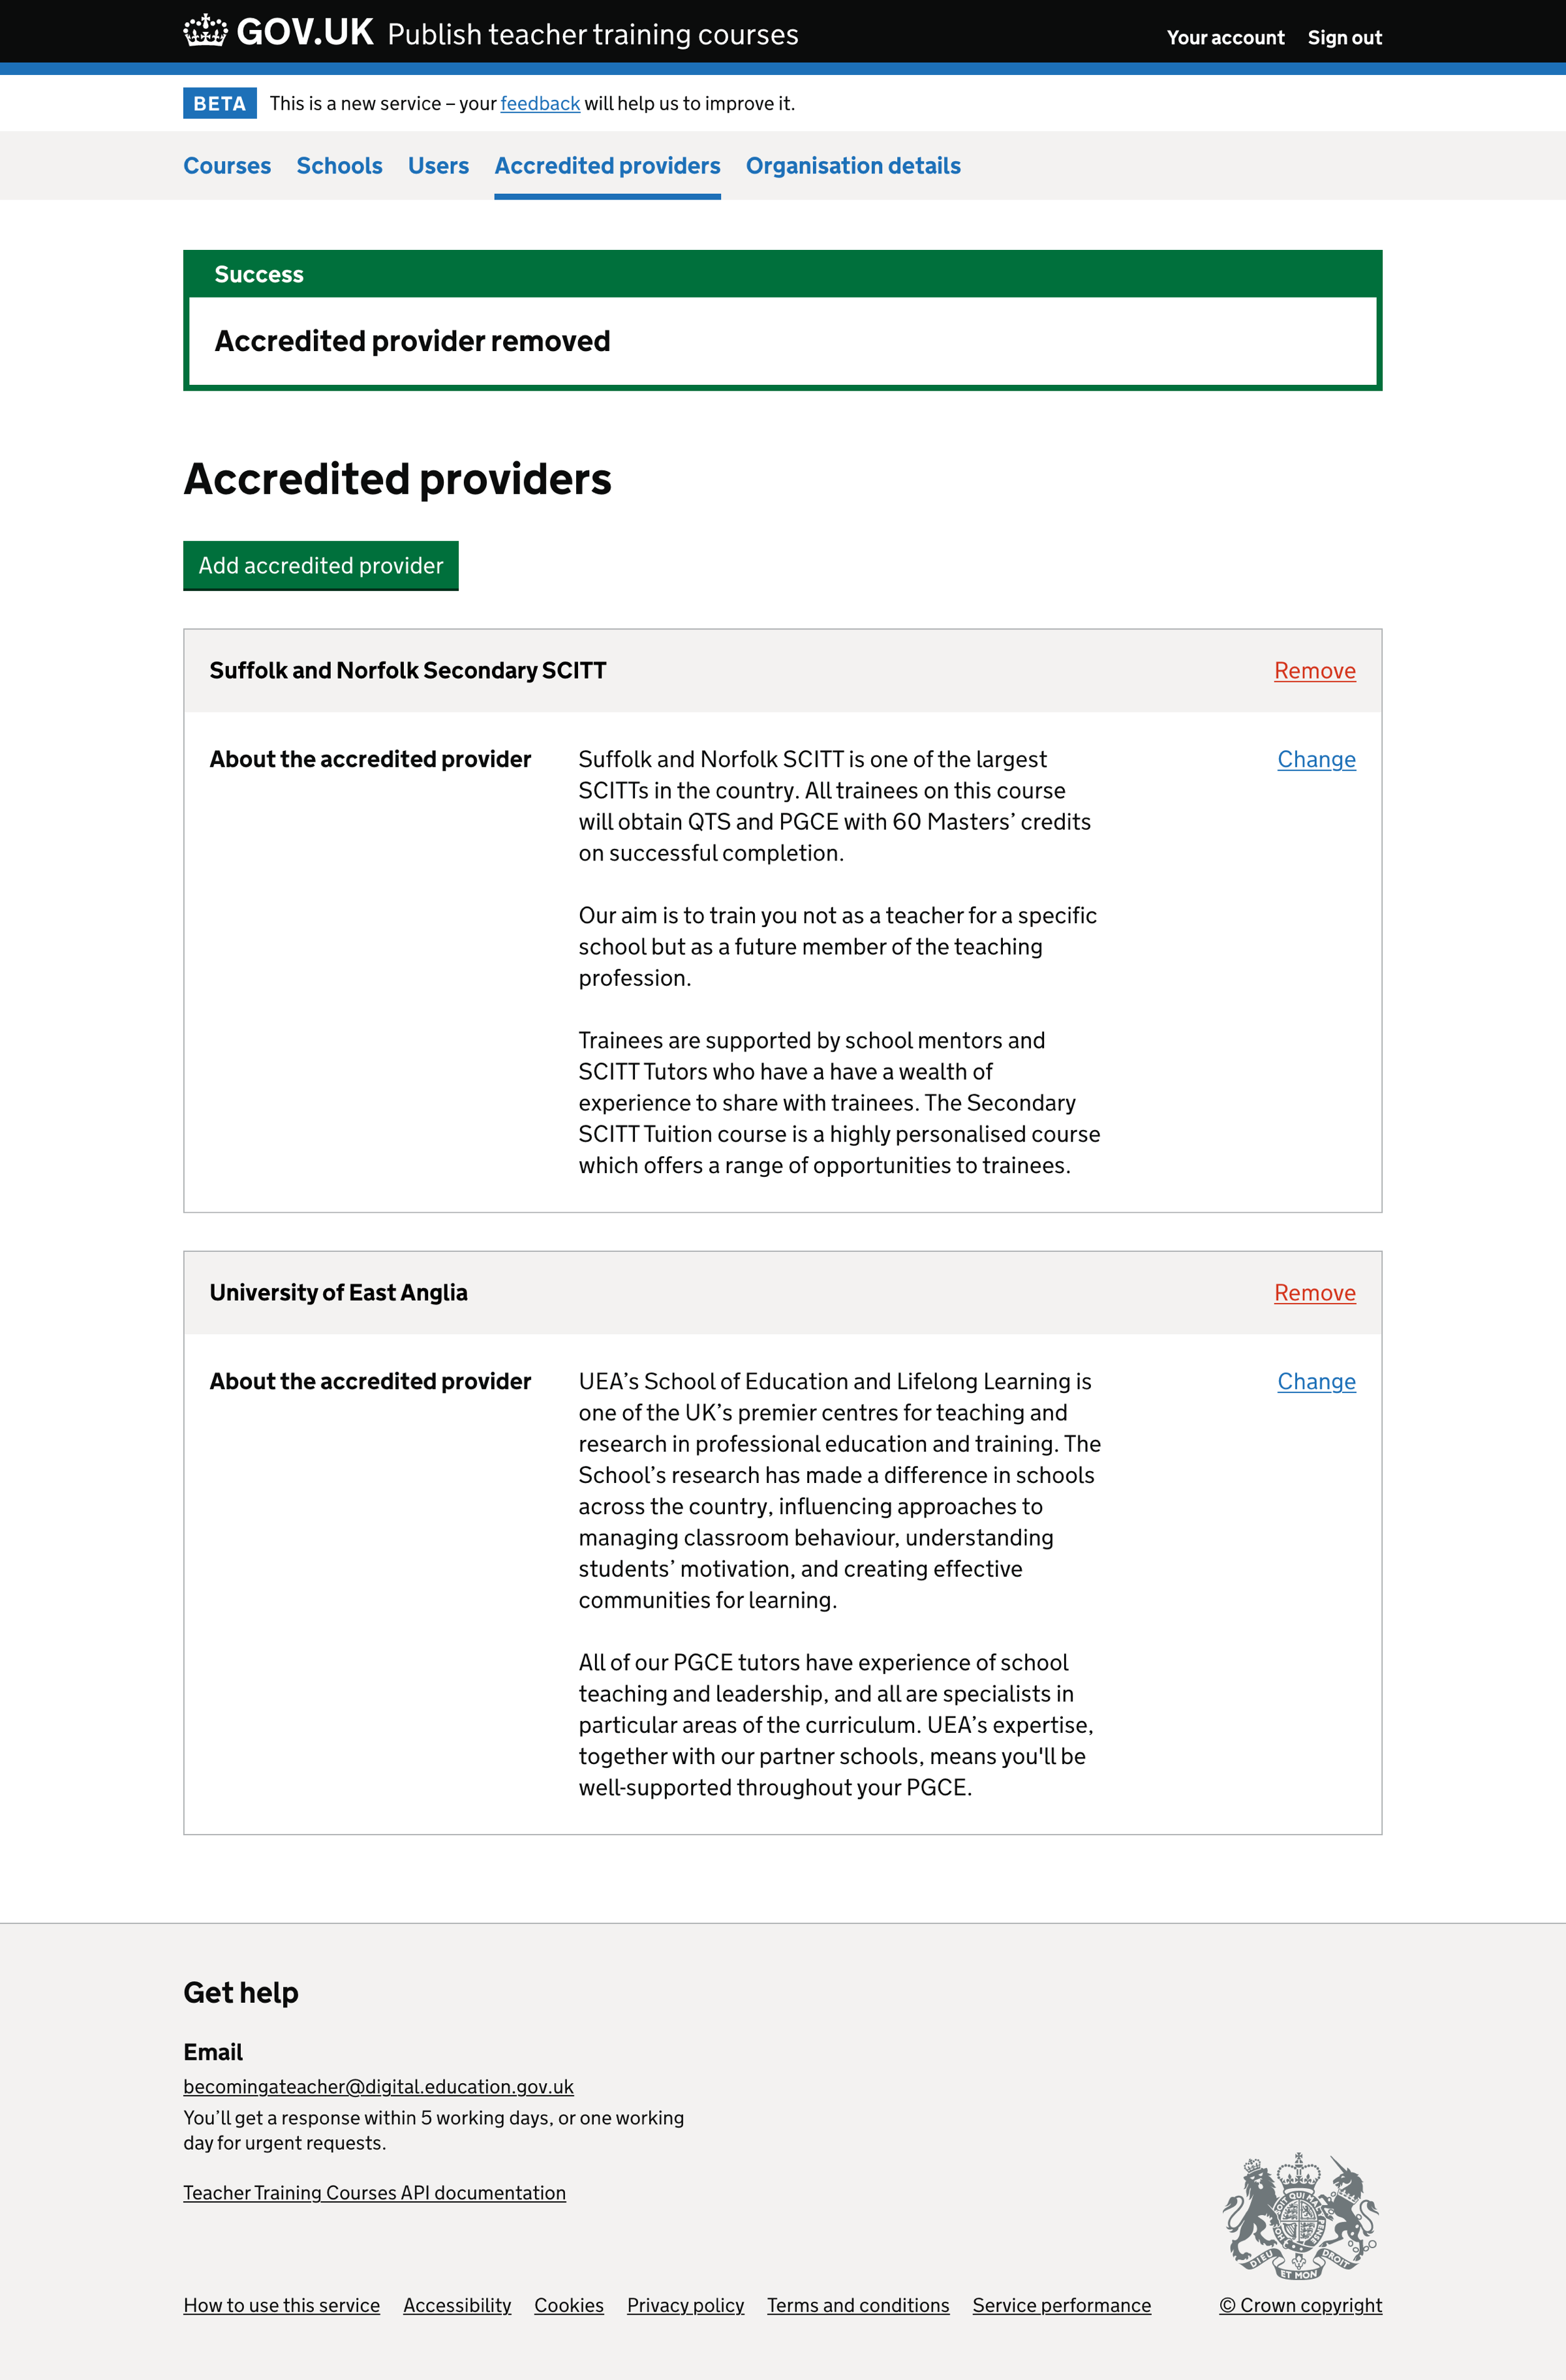 GOV.UK Publish teacher training courses
Your account Sign out
BETA This is a new service – your feedback will help us to improve it.
Courses Schools Users Accredited providers Organisation details
Success
Accredited provider removed
Accredited providers
Add accredited provider
Suffolk and Norfolk Secondary SCITT Remove
About the accredited provider Suffolk and Norfolk SCITT is one of the largest Change
SCITTs in the country. All trainees on this course
will obtain QTS and PGCE with 60 Masters’ credits
on successful completion.
Our aim is to train you not as a teacher for a specific
school but as a future member of the teaching
profession.
Trainees are supported by school mentors and
SCITT Tutors who have a have a wealth of
experience to share with trainees. The Secondary
SCITT Tuition course is a highly personalised course
which offers a range of opportunities to trainees.
University of East Anglia Remove
About the accredited provider UEA’s School of Education and Lifelong Learning is Change
one of the UK’s premier centres for teaching and
research in professional education and training. The
School’s research has made a difference in schools
across the country, influencing approaches to
managing classroom behaviour, understanding
students’ motivation, and creating effective
communities for learning.
All of our PGCE tutors have experience of school
teaching and leadership, and all are specialists in
particular areas of the curriculum. UEA’s expertise,
together with our partner schools, means you'll be
well-supported throughout your PGCE.
Get help
Email
becomingateacher@digital.education.gov.uk
You’ll get a response within 5 working days, or one working
day for urgent requests.
Teacher Training Courses API documentation
DIEU ET MON DROIT
How to use this service Accessibility Cookies Privacy policy Terms and conditions Service performance © Crown copyright